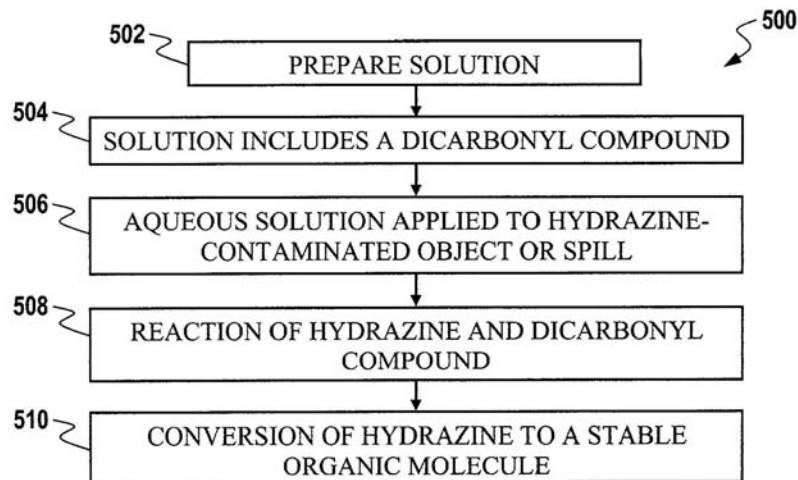 500
502
PREPARE SOLUTION
504
SOLUTION INCLUDES A DICARBONYL COMPOUND
506
AQUEOUS SOLUTION APPLIED TO HYDRAZINE-
CONTAMINATED OBJECT OR SPILL
508
REACTION OF HYDRAZINE AND DICARBONYL
COMPOUND
510
CONVERSION OF HYDRAZINE TO A STABLE
ORGANIC MOLECULE